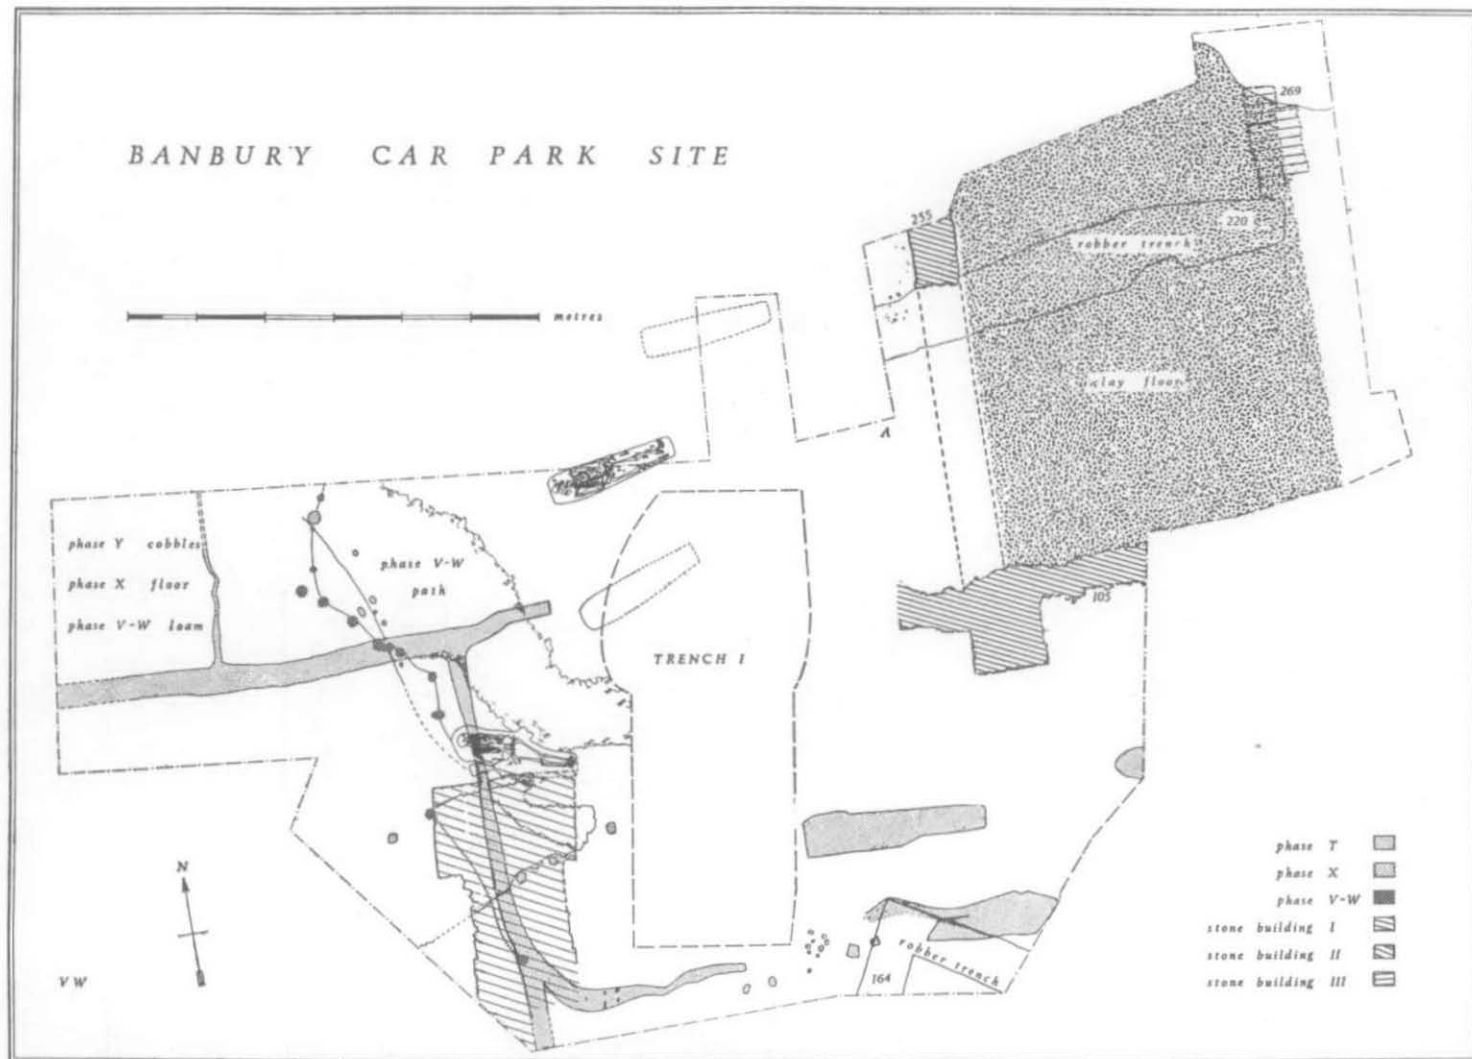 BANBURY CAR PARK SITE
metres
269
255
220
robber trench
clay floor
A
phase Y cobbles
phase X floor
phase V-W loam
phase V-W
path
TRENCH I
105
N
VW
robber trench
164
phase T
phase X
phase V-W
stone building I
stone building II
stone building III